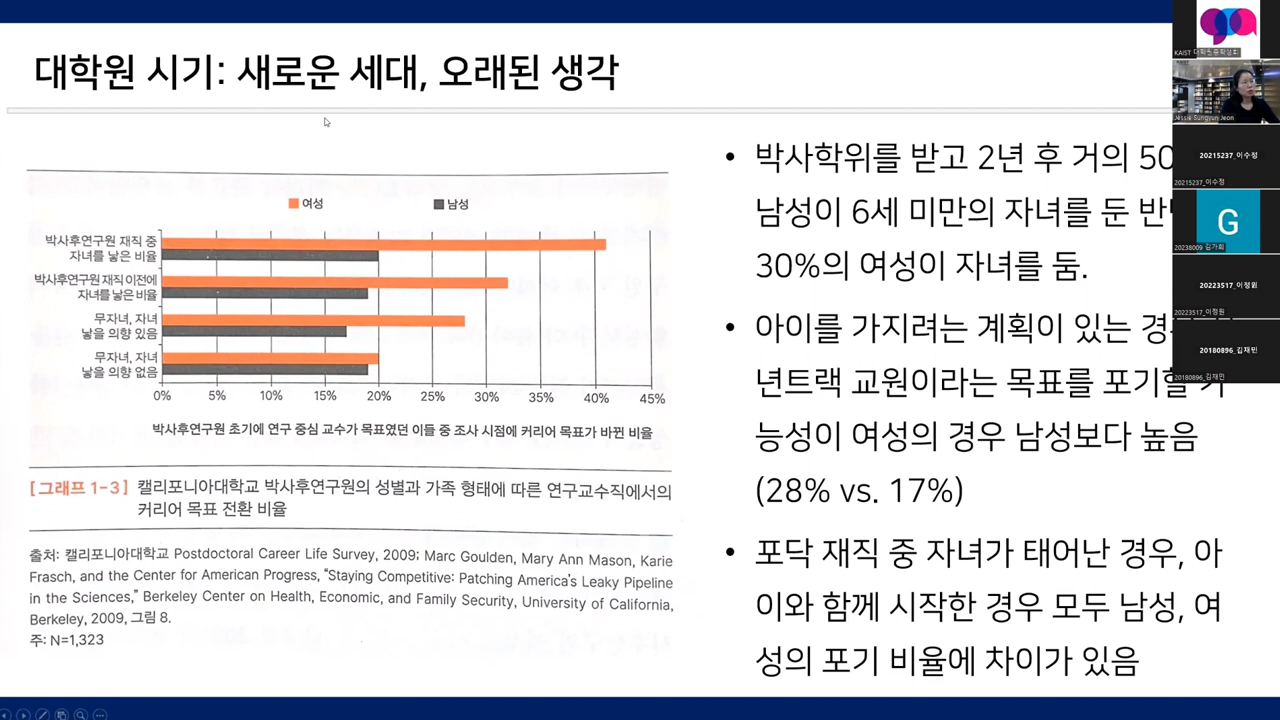 대학원 시기: 새로운 세대, 오래된 생각
여성
남성
박사후연구원 재직 중
자녀를 낳은 비율
박사후연구원 재직 이전에
자녀를 낳은 비율
무자녀, 자녀
낳을 의향 있음
무자녀, 자녀
낳을 의향 없음
0% 5% 10% 15% 20% 25% 30% 35% 40% 45%
박사후연구원 초기에 연구 중심 교수가 목표였던 이들 중 조사 시점에 커리어 목표가 바뀐 비율
[그래프 1-3] 캘리포니아대학교 박사후연구원의 성별과 가족 형태에 따른 연구교수직에서의
커리어 목표 전환 비율
출처: 캘리포니아대학교 Postdoctoral Career Life Survey, 2009; Marc Goulden, Mary Ann Mason, Karie
Frasch, and the Center for American Progress, “Staying Competitive: Patching America’s Leaky Pipeline
in the Sciences,” Berkeley Center on Health, Economic, and Family Security, University of California,
Berkeley, 2009, 그림 8.
주: N=1,323
• 박사학위를 받고 2년 후 거의 50
남성이 6세 미만의 자녀를 둔
30%의 여성이 자녀를 둠.
• 아이를 가지려는 계획이 있는
년트랙 교원이라는 목표를 포기할
능성이 여성의 경우 남성보다 높음
(28% vs. 17%)
• 포닥 재직 중 자녀가 태어난 경우, 아
이와 함께 시작한 경우 모두 남성, 여
성의 포기 비율에 차이가 있음
KAIST 대학원총학생회
Jessie Sungyun Jeon
20215237_이수정
20215237_이수정
G
20238009 김가희
20223517_이정원
20223517_이정원
20180896_김재민
20180896_김재민